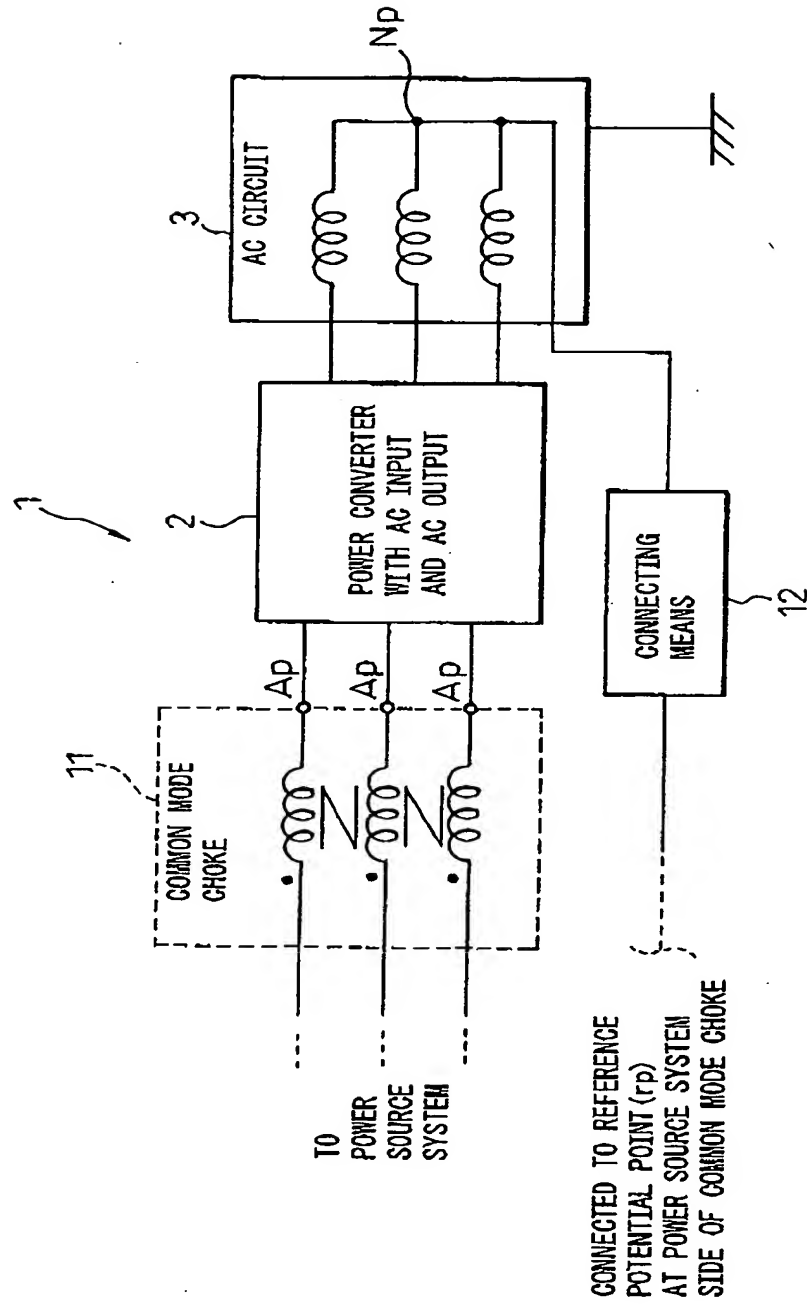 1
3
AC CIRCUIT
Np
2
POWER CONVERTER
WITH AC INPUT
AND AC OUTPUT
11
COMMON MODE
CHOKE
Ap
Ap
Ap
TO
POWER
SOURCE
SYSTEM
CONNECTING
MEANS
12
CONNECTED TO REFERENCE
POTENTIAL POINT(rp)
AT POWER SOURCE SYSTEM
SIDE OF COMMON MODE CHOKE